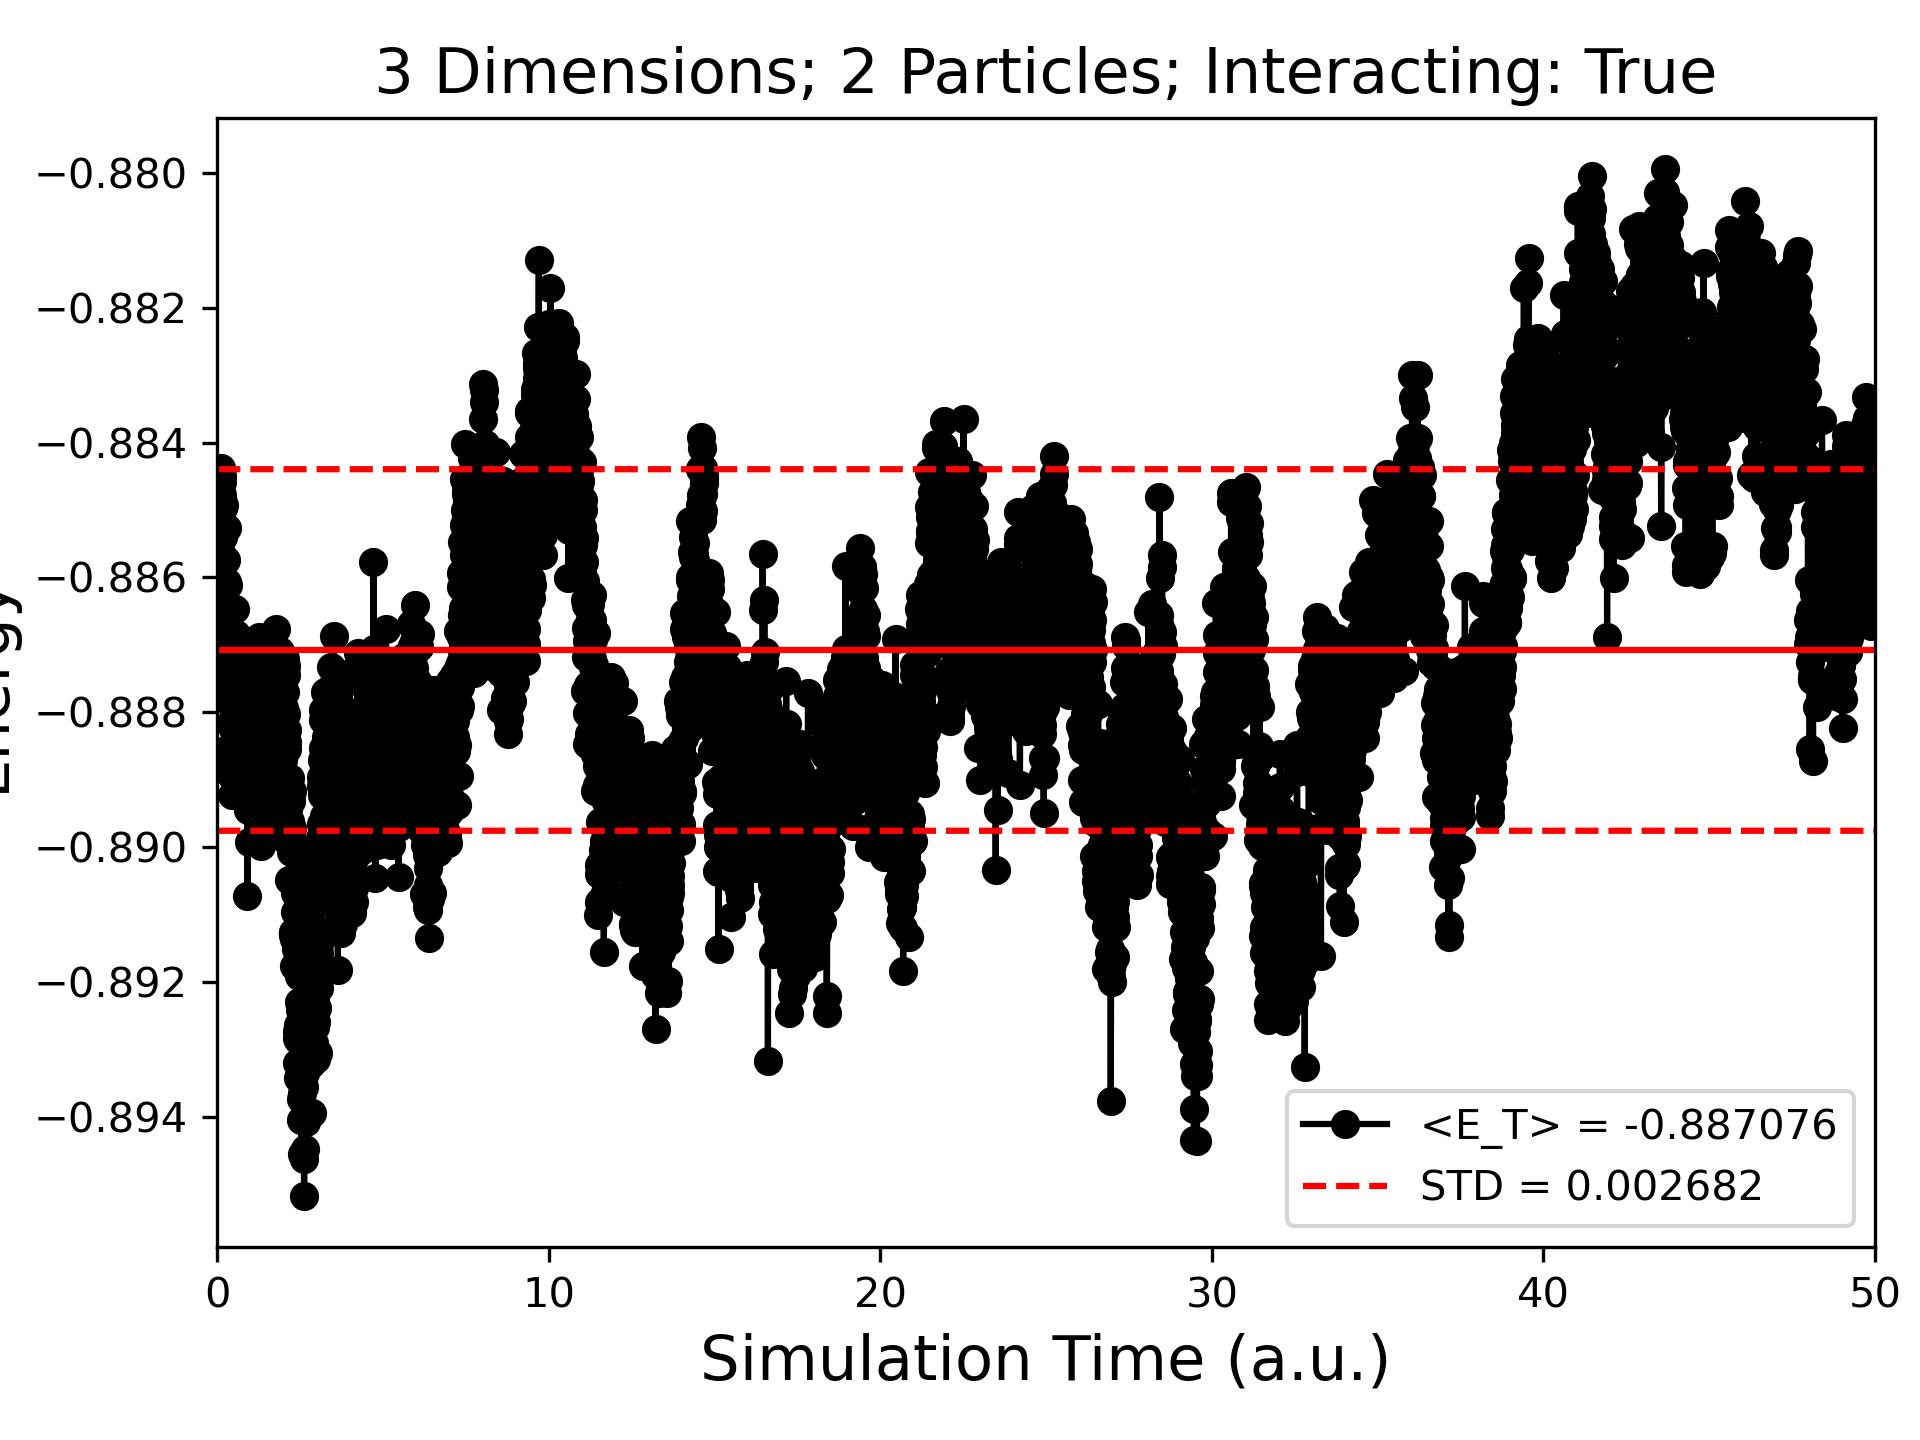 3 Dimensions; 2 Particles; Interacting: True
−0.880
−0.882
−0.884
−0.886
−0.888
−0.890
−0.892
−0.894
<E_T> = -0.887076
STD = 0.002682
0 10 20 30 40 50
Simulation Time (a.u.)